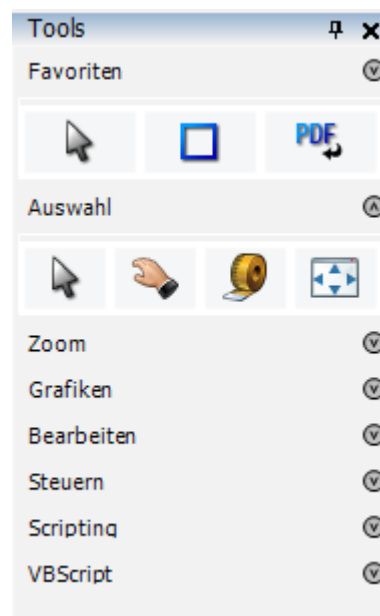 Tools
Favoriten
PDF
Auswahl
Zoom
Grafiken
Bearbeiten
Steuern
Scripting
VBScript